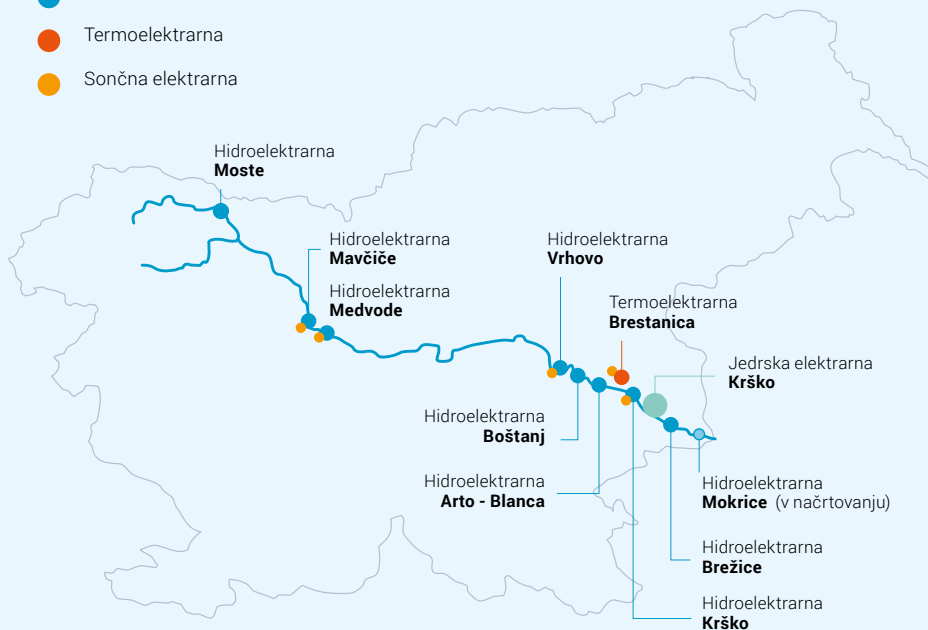 Termoelektrarna
Sončna elektrarna
Hidroelektrarna
Moste
Hidroelektrarna
Mavčiče
Hidroelektrarna
Medvode
Hidroelektrarna
Vrhovo
Termoelektrarna
Brestanica
Jedrska elektrarna
Krško
Hidroelektrarna
Boštanj
Hidroelektrarna
Arto - Blanca
Hidroelektrarna
Mokrice (v načrtovanju)
Hidroelektrarna
Brežice
Hidroelektrarna
Krško